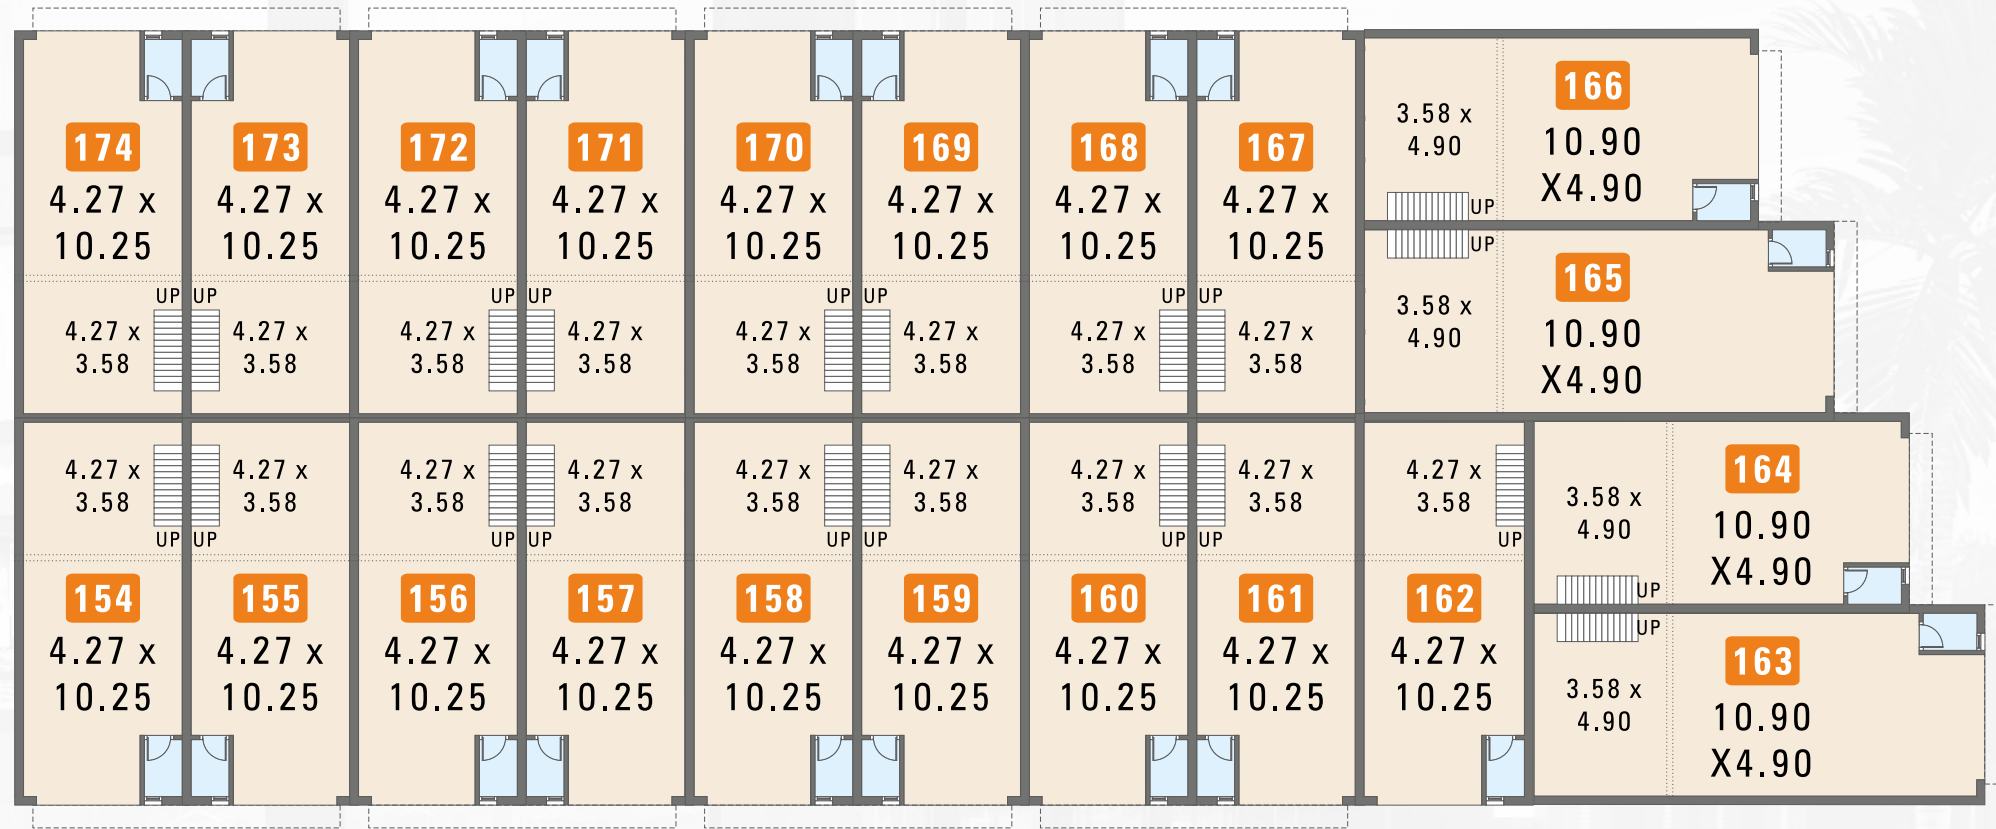 174
4.27 x
10.25
UP
4.27 x
3.58
173
4.27 x
10.25
UP
4.27 x
3.58
172
4.27 x
10.25
UP
4.27 x
3.58
171
4.27 x
10.25
UP
4.27 x
3.58
170
4.27 x
10.25
UP
4.27 x
3.58
169
4.27 x
10.25
UP
4.27 x
3.58
168
4.27 x
10.25
UP
4.27 x
3.58
167
4.27 x
10.25
UP
4.27 x
3.58
166
10.90
X4.90
3.58 x
4.90
UP
165
10.90
X4.90
UP
3.58 x
4.90
4.27 x
3.58
UP
154
4.27 x
10.25
4.27 x
3.58
UP
155
4.27 x
10.25
4.27 x
3.58
UP
156
4.27 x
10.25
4.27 x
3.58
UP
157
4.27 x
10.25
4.27 x
3.58
UP
158
4.27 x
10.25
4.27 x
3.58
UP
159
4.27 x
10.25
4.27 x
3.58
UP
160
4.27 x
10.25
4.27 x
3.58
UP
161
4.27 x
10.25
4.27 x
3.58
UP
162
4.27 x
10.25
164
10.90
X4.90
3.58 x
4.90
UP
163
10.90
X4.90
UP
3.58 x
4.90